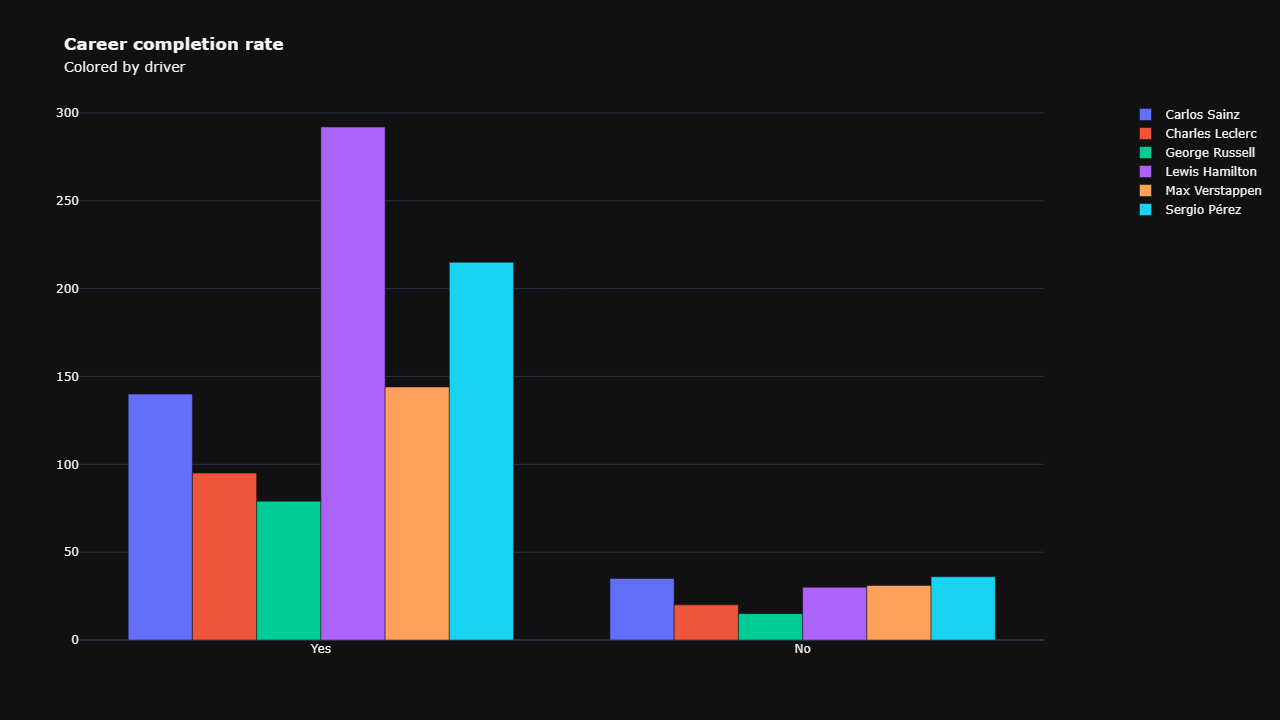 Career completion rate
Colored by driver
300
250
200
150
100
50
0
Yes
No
Carlos Sainz
Charles Leclerc
George Russell
Lewis Hamilton
Max Verstappen
Sergio Pérez